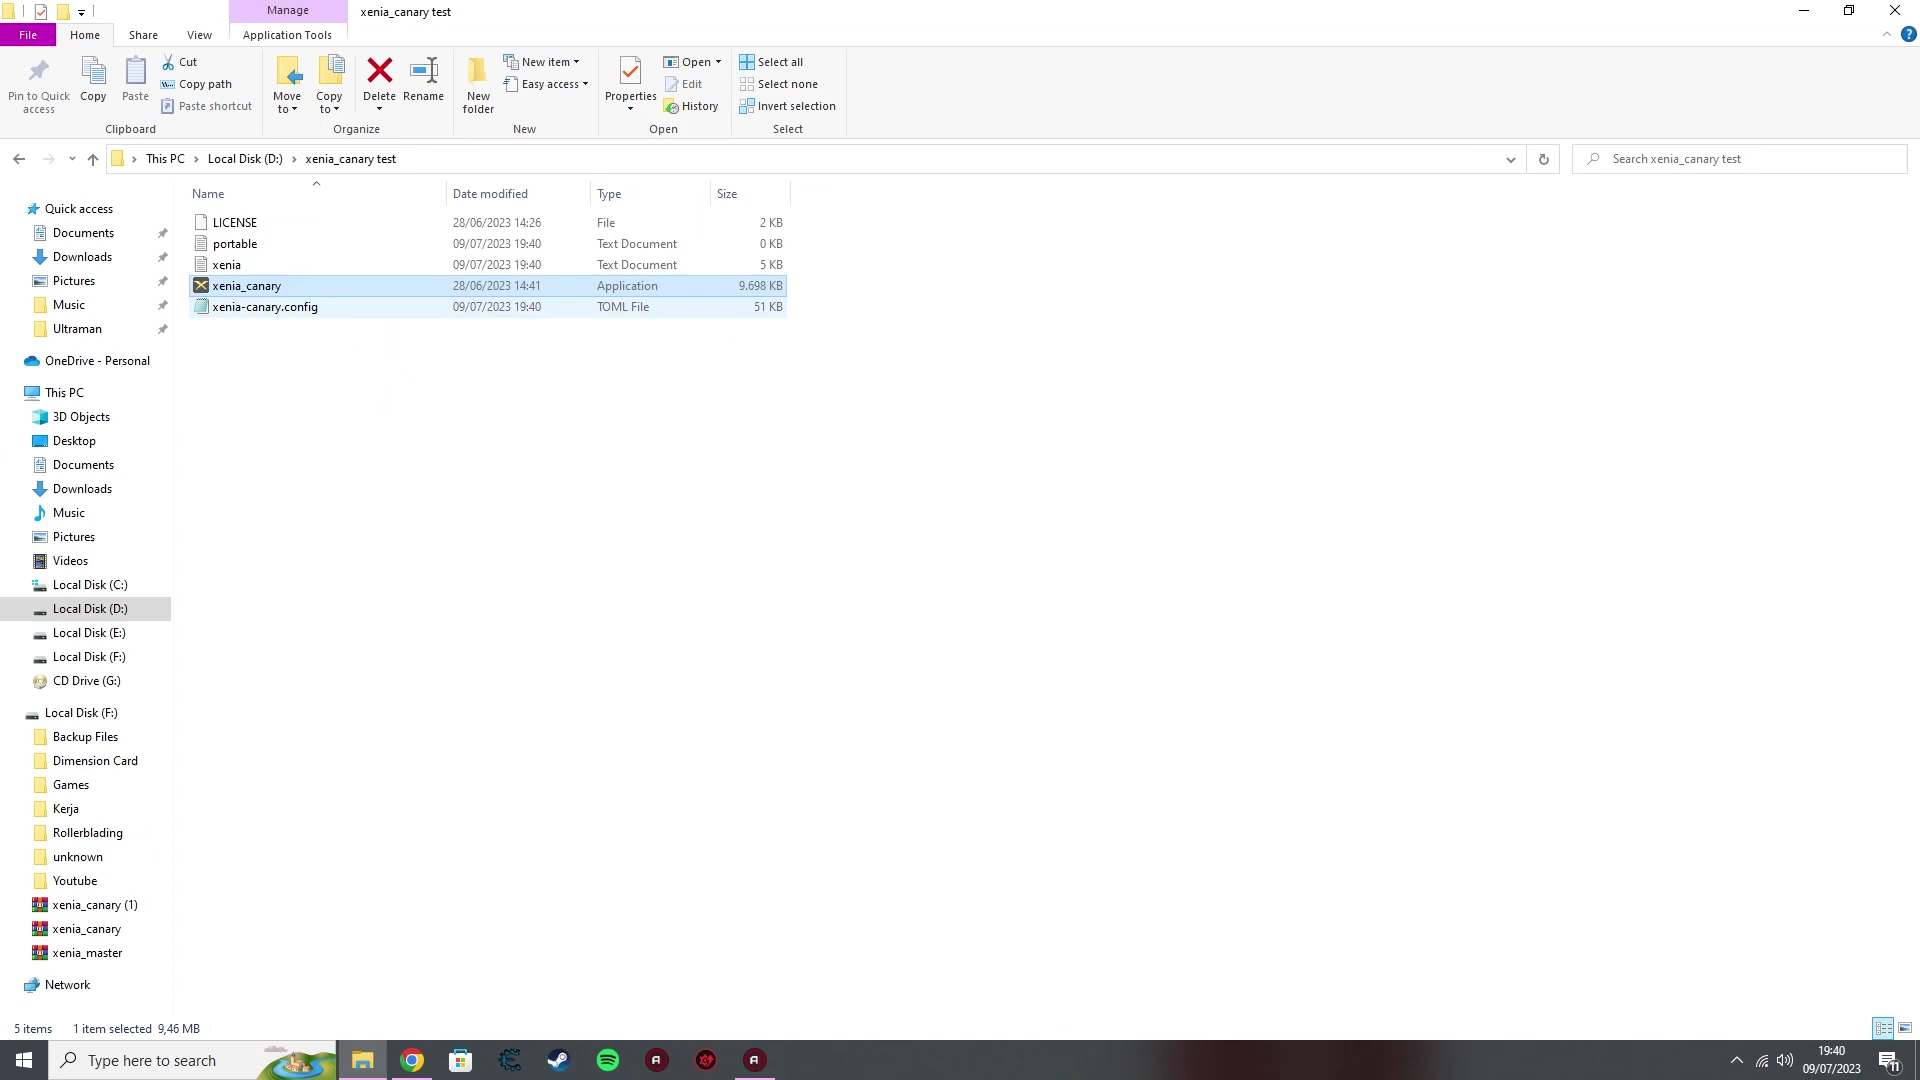 Manage
xenia_canary test
File
Home
Share
View
Application Tools
Pin to Quick access
Copy
Paste
Cut
Copy path
Paste shortcut
Clipboard
Move to
Copy to
Delete
Rename
Organize
New folder
New item
Easy access
New
Properties
Open
Edit
History
Open
Select all
Select none
Invert selection
Select
This PC
Local Disk (D:)
xenia_canary test
Search xenia_canary test
Name
Date modified
Type
Size
LICENSE 28/06/2023 14:26 File 2 KB
portable 09/07/2023 19:40 Text Document 0 KB
xenia 09/07/2023 19:40 Text Document 5 KB
xenia_canary 28/06/2023 14:41 Application 9.698 KB
xenia-canary.config 09/07/2023 19:40 TOML File 51 KB
Quick access
Documents
Downloads
Pictures
Music
Ultraman
OneDrive - Personal
This PC
3D Objects
Desktop
Documents
Downloads
Music
Pictures
Videos
Local Disk (C:)
Local Disk (D:)
Local Disk (E:)
Local Disk (F:)
CD Drive (G:)
Local Disk (F:)
Backup Files
Dimension Card
Games
Kerja
Rollerblading
unknown
Youtube
xenia_canary (1)
xenia_canary
xenia_master
Network
5 items
1 item selected 9,46 MB
Type here to search
19:40
09/07/2023
11